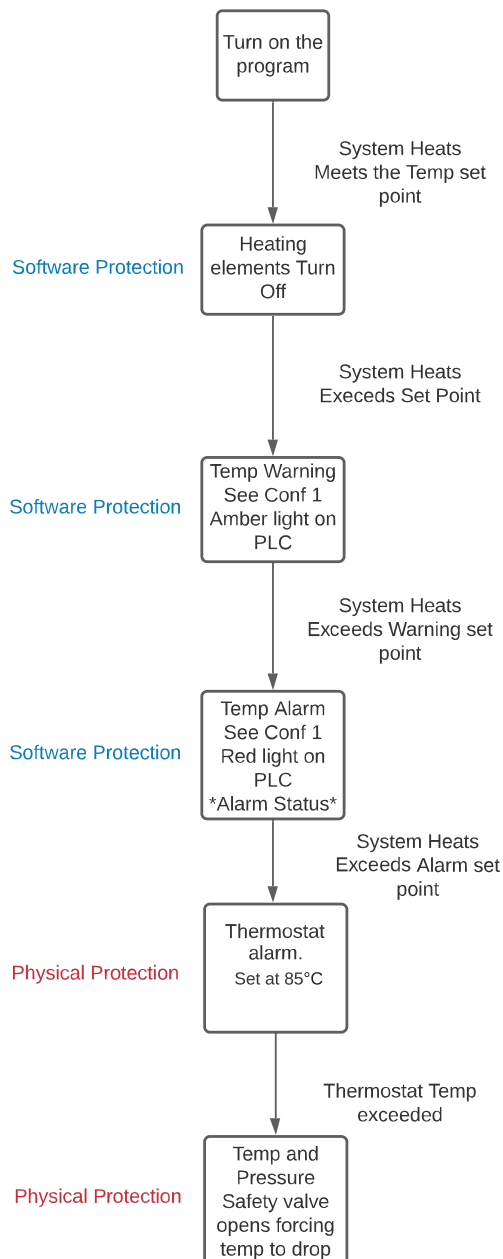 Turn on the
program
System Heats
Meets the Temp set
point
Software Protection
Heating
elements Turn
Off
System Heats
Execeds Set Point
Software Protection
Temp Warning
See Conf 1
Amber light on
PLC
System Heats
Exceeds Warning set
point
Software Protection
Temp Alarm
See Conf 1
Red light on
PLC
*Alarm Status*
System Heats
Exceeds Alarm set
point
Physical Protection
Thermostat
alarm.
Set at 85°C
Thermostat Temp
exceeded
Physical Protection
Temp and
Pressure
Safety valve
opens forcing
temp to drop